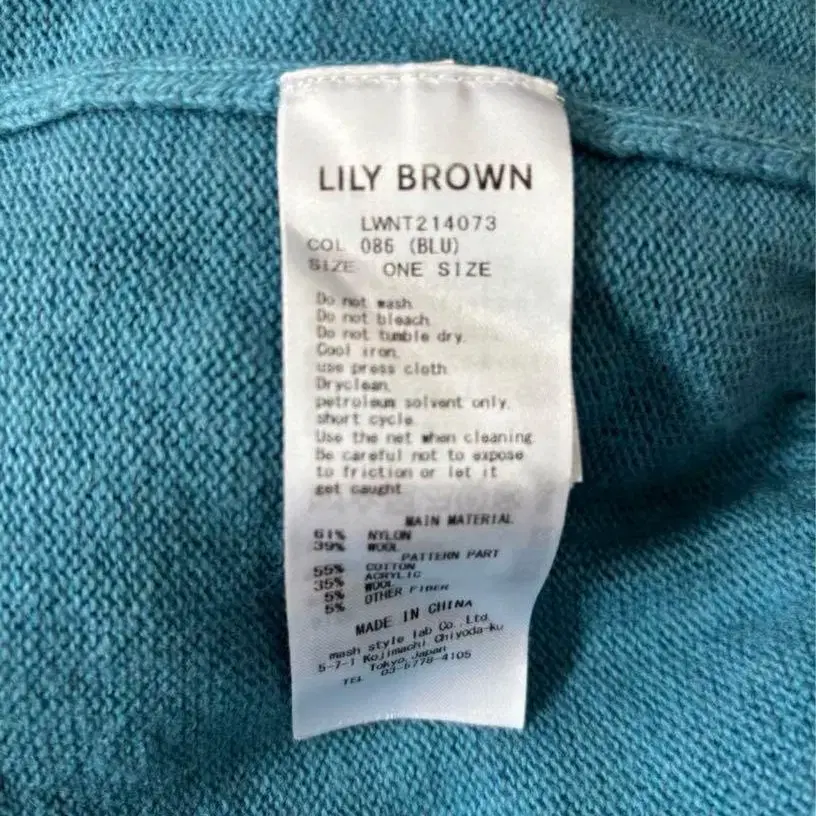 LILY BROWN
LWNT214073
COL 086 (BLU)
SIZE ONE SIZE
Do not wash.
Do not bleach.
Do not tumble dry.
Cool iron.
use press cloth.
Dryclean,
petroleum solvent only,
short cycle.
Use the net when cleaning.
Be careful not to expose
to friction or let it
get caught.
MAIN MATERIAL
61% NYLON
39% WOOL
PATTERN PART
55% COTTON
35% ACRYLIC
5% WOOL
5% OTHER FIBER
MADE IN CHINA
mash style lab Co., Ltd.
5-7-1 Kojimachi Chiyoda-ku
Tokyo, Japan
TEL 03-6778-4105